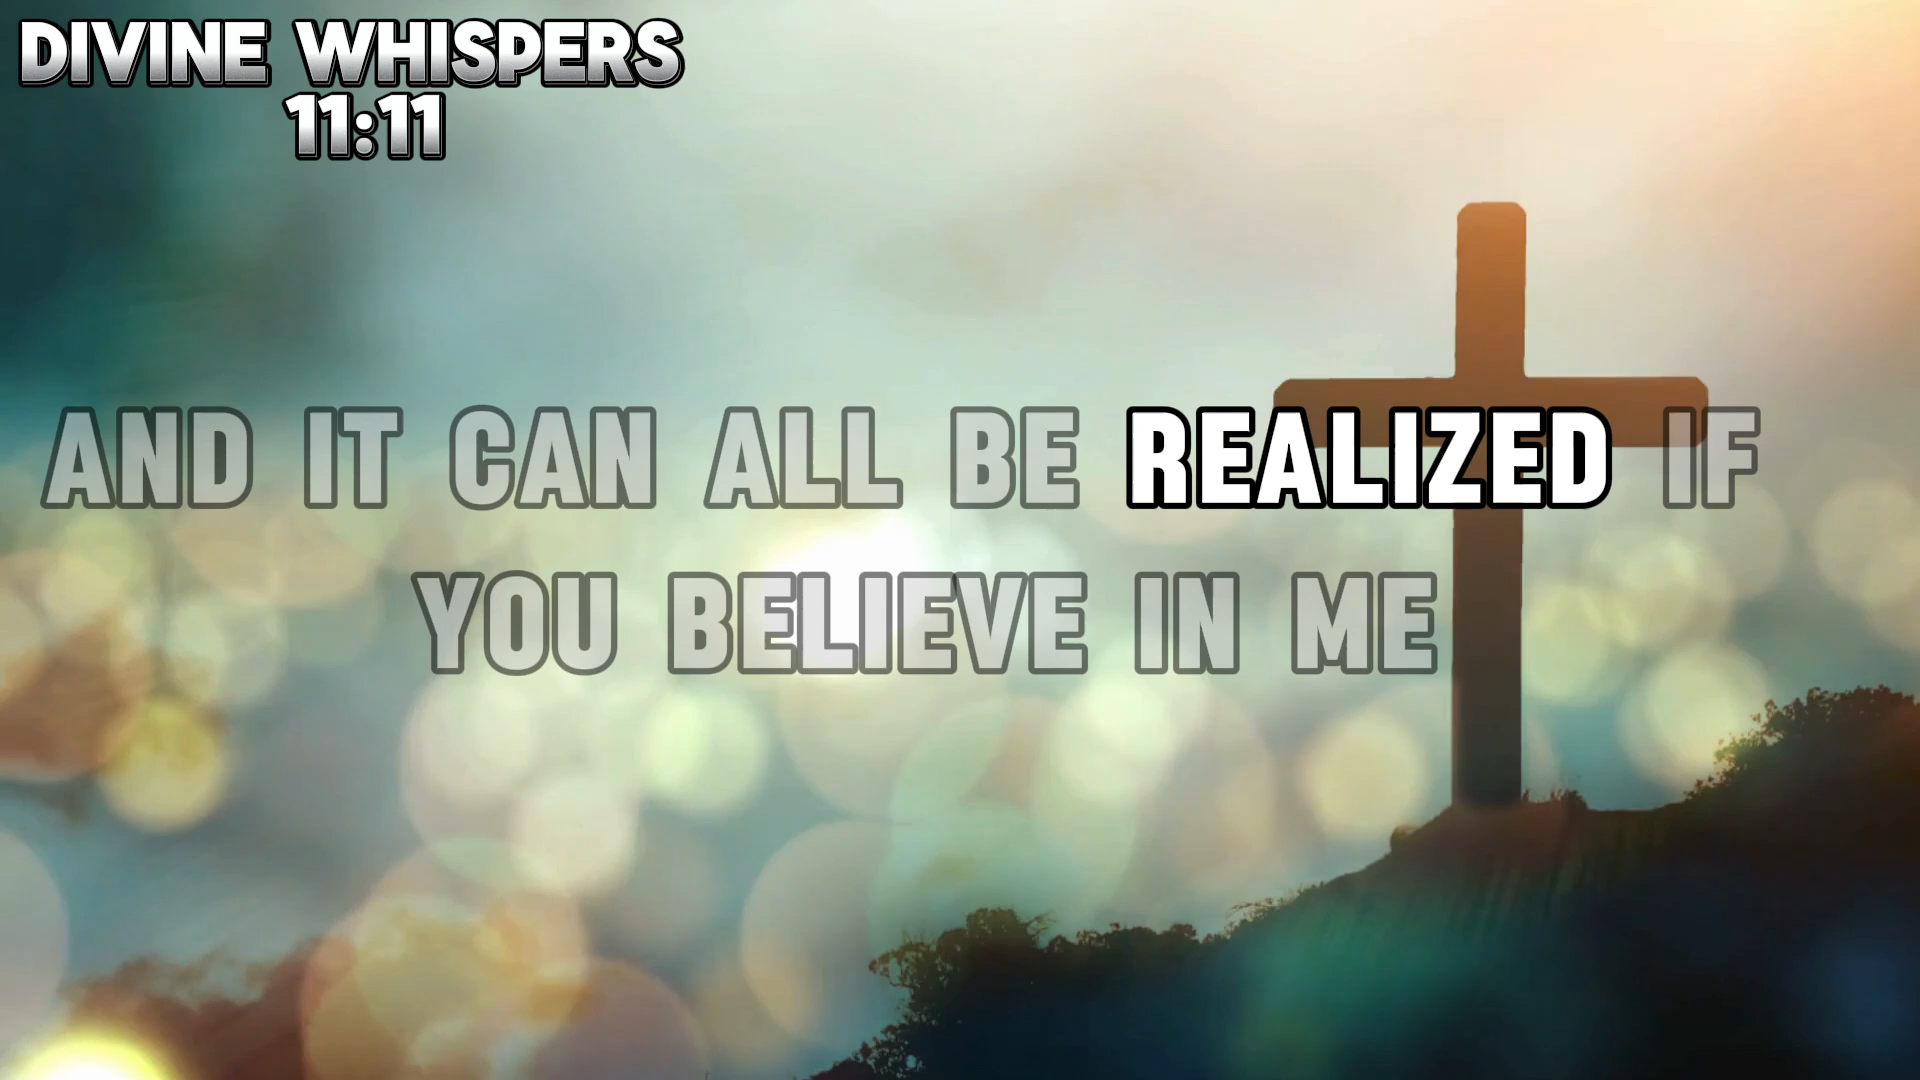 DIVINE WHISPERS
11:11
AND IT CAN ALL BE REALIZED IF
YOU BELIEVE IN ME